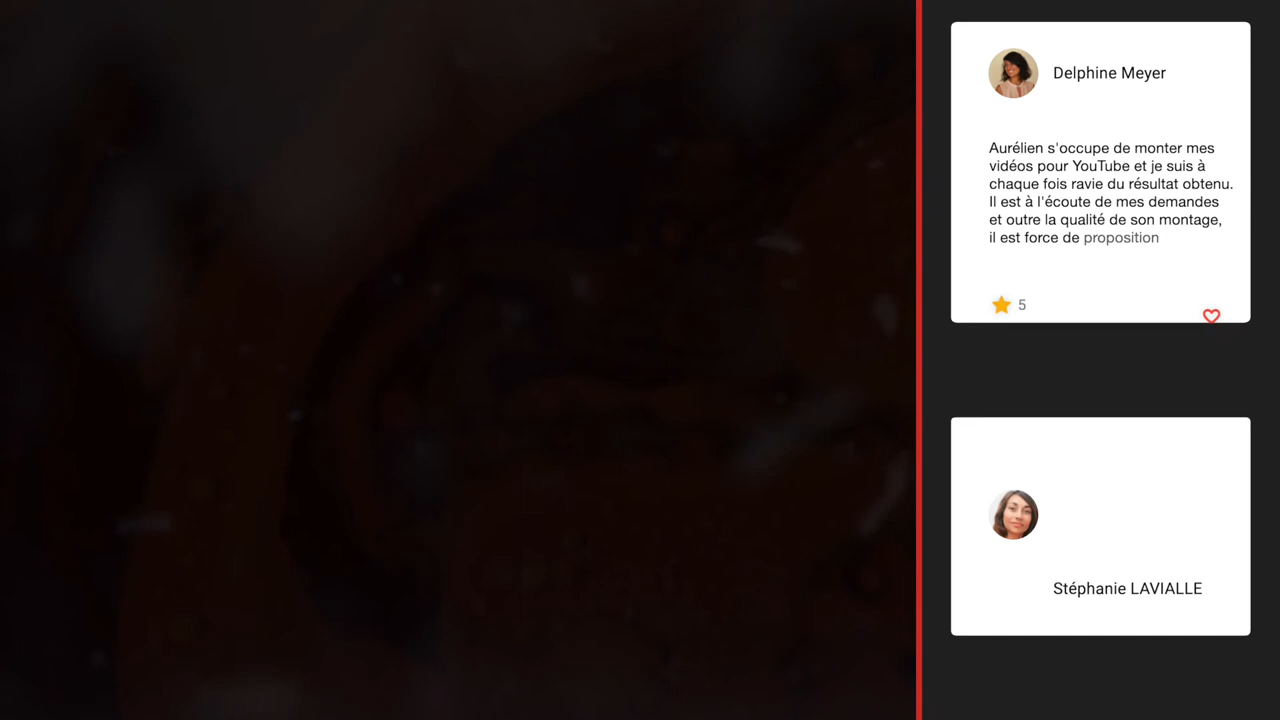 Delphine Meyer
Aurélien s'occupe de monter mes
vidéos pour YouTube et je suis à
chaque fois ravie du résultat obtenu.
Il est à l'écoute de mes demandes
et outre la qualité de son montage,
il est force de proposition
5
Stéphanie LAVIALLE